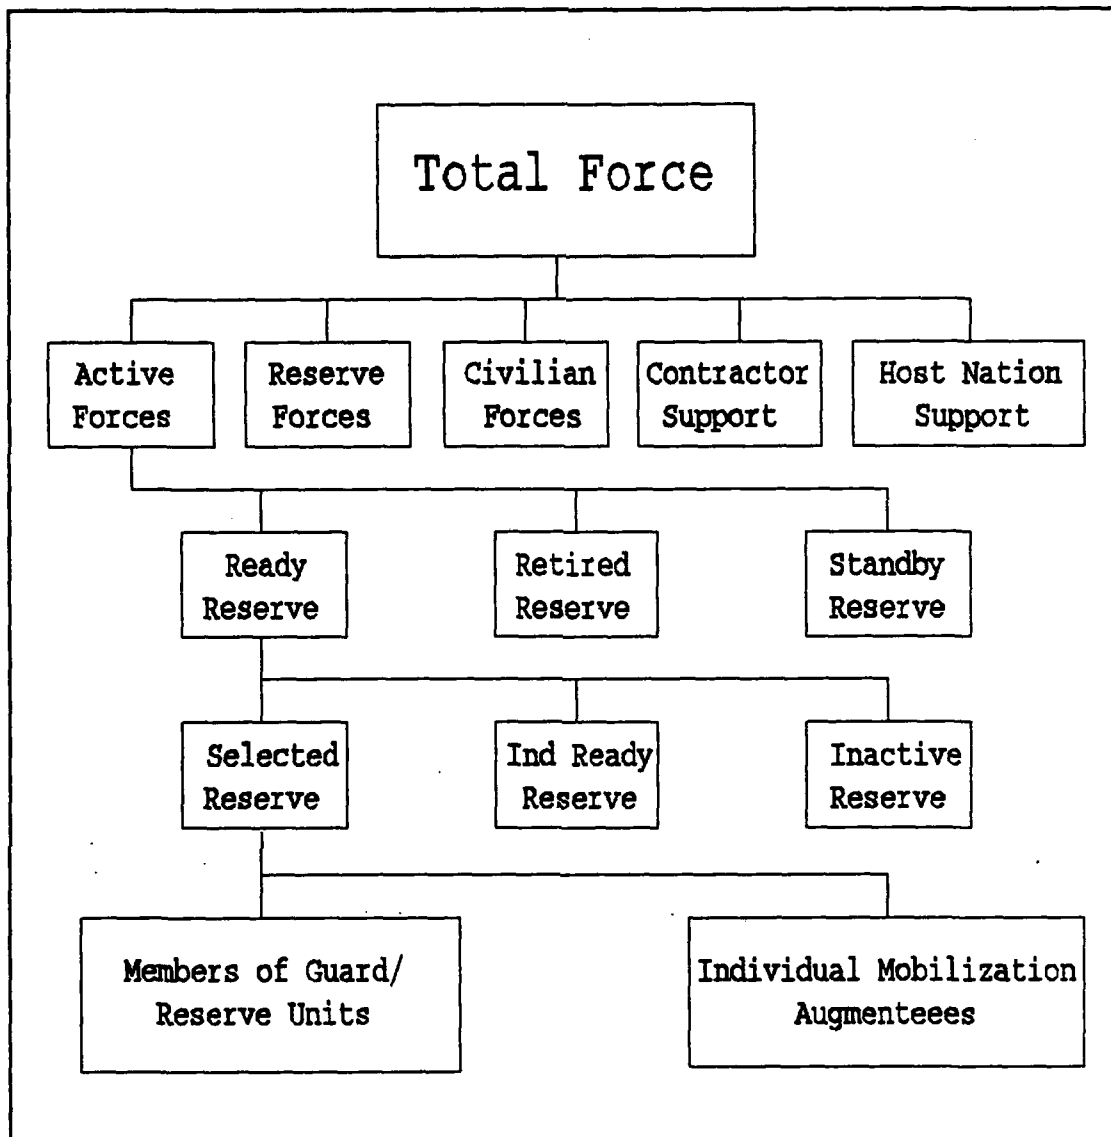 Total Force
Active
Forces
Reserve
Forces
Civilian
Forces
Contractor
Support
Host Nation
Support
Ready
Reserve
Retired
Reserve
Standby
Reserve
Selected
Reserve
Ind Ready
Reserve
Inactive
Reserve
Members of Guard/
Reserve Units
Individual Mobilization
Augmenteees